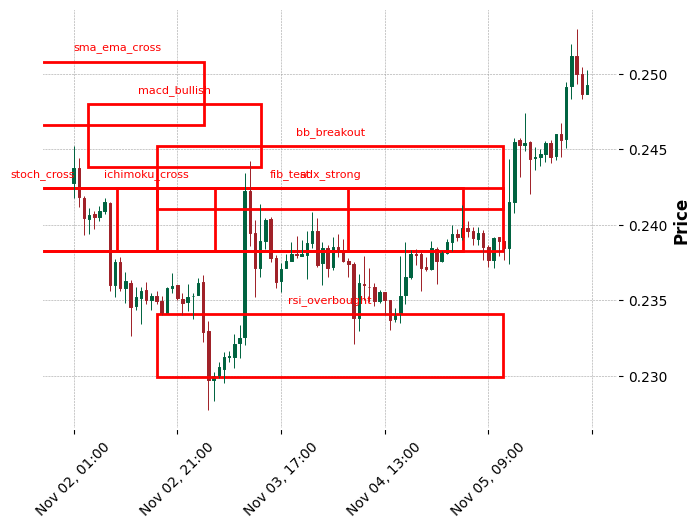 sma_ema_cross
macd_bullish
bb_breakout
stoch_cross
ichimoku_cross
fib_test
adx_strong
rsi_overbought
0.250
0.245
0.240
0.235
0.230
Price
Nov 02, 01:00
Nov 02, 21:00
Nov 03, 17:00
Nov 04, 13:00
Nov 05, 09:00